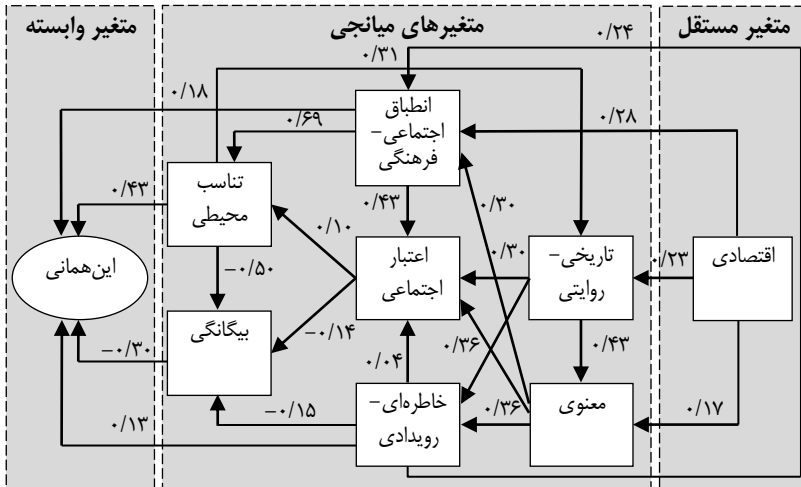 متغیر مستقل
متغیرهای میانجی
متغیر وابسته
۰/۲۴
۰/۳۱
۰/۱۸
انطباق
اجتماعی-
فرهنگی
۰/۲۸
۰/۶۹
تناسب
محیطی
۰/۴۳
۰/۴۳
۰/۳۰
۰/۱۰
اقتصادی
۰/۲۳
تاریخی-
روایتی
۰/۳۰
اعتبار
اجتماعی
این‌همانی
-۰/۵۰
بیگانگی
-۰/۱۴
۰/۳۶
۰/۴۳
۰/۰۴
-۰/۳۰
معنوی
۰/۱۷
۰/۳۶
خاطره‌ای-
رویدادی
-۰/۱۵
۰/۱۳